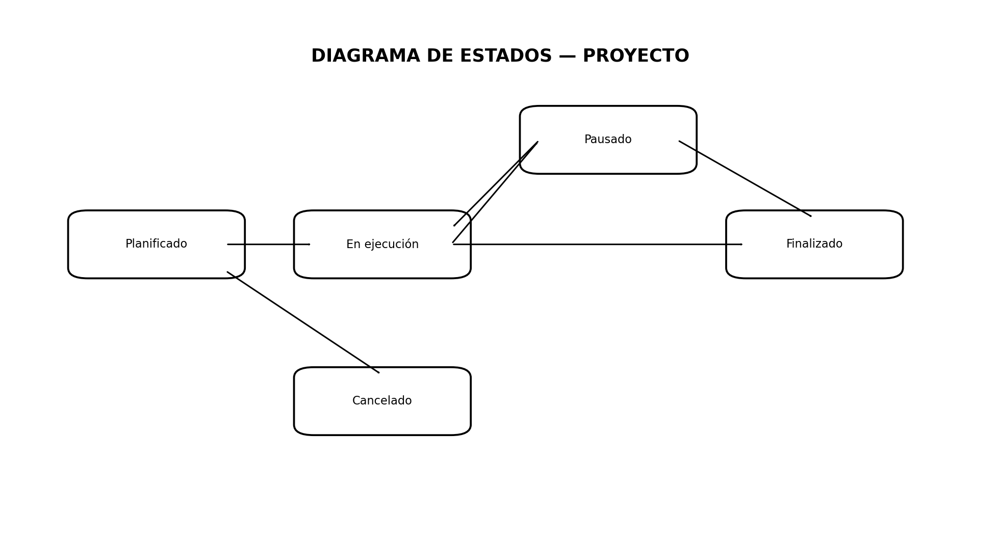 DIAGRAMA DE ESTADOS — PROYECTO
Pausado
Planificado
En ejecución
Finalizado
Cancelado